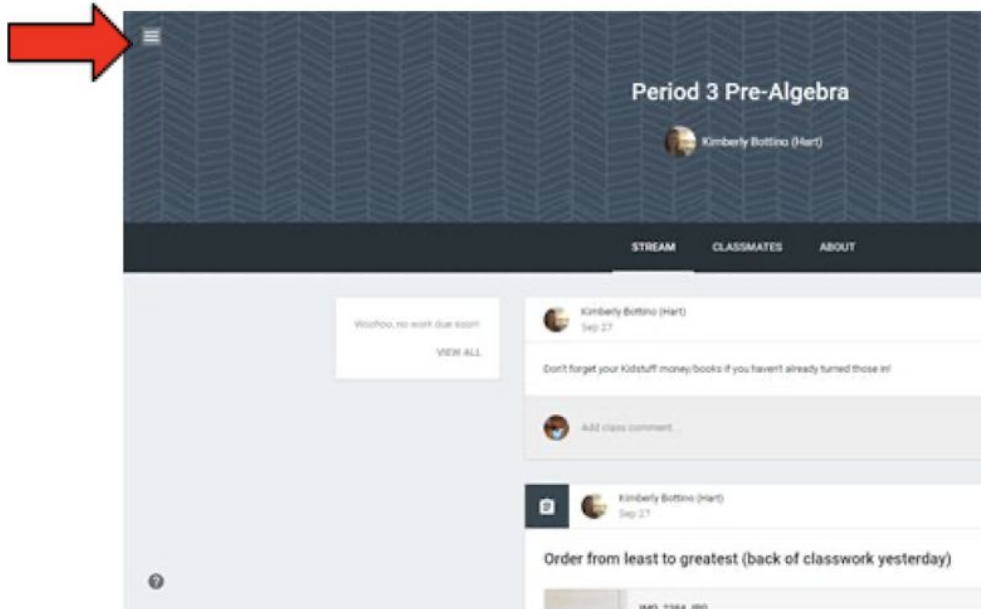 Period 3 Pre-Algebra
Kimberly Bottino (Hart)
STREAM CLASSMATES ABOUT
Woohoo, no work due soon!
VIEW ALL
Kimberly Bottino (Hart)
Sep 27
Don't forget your Kidstuff money/books if you haven't already turned those in!
Add class comment...
Kimberly Bottino (Hart)
Sep 27
Order from least to greatest (back of classwork yesterday)